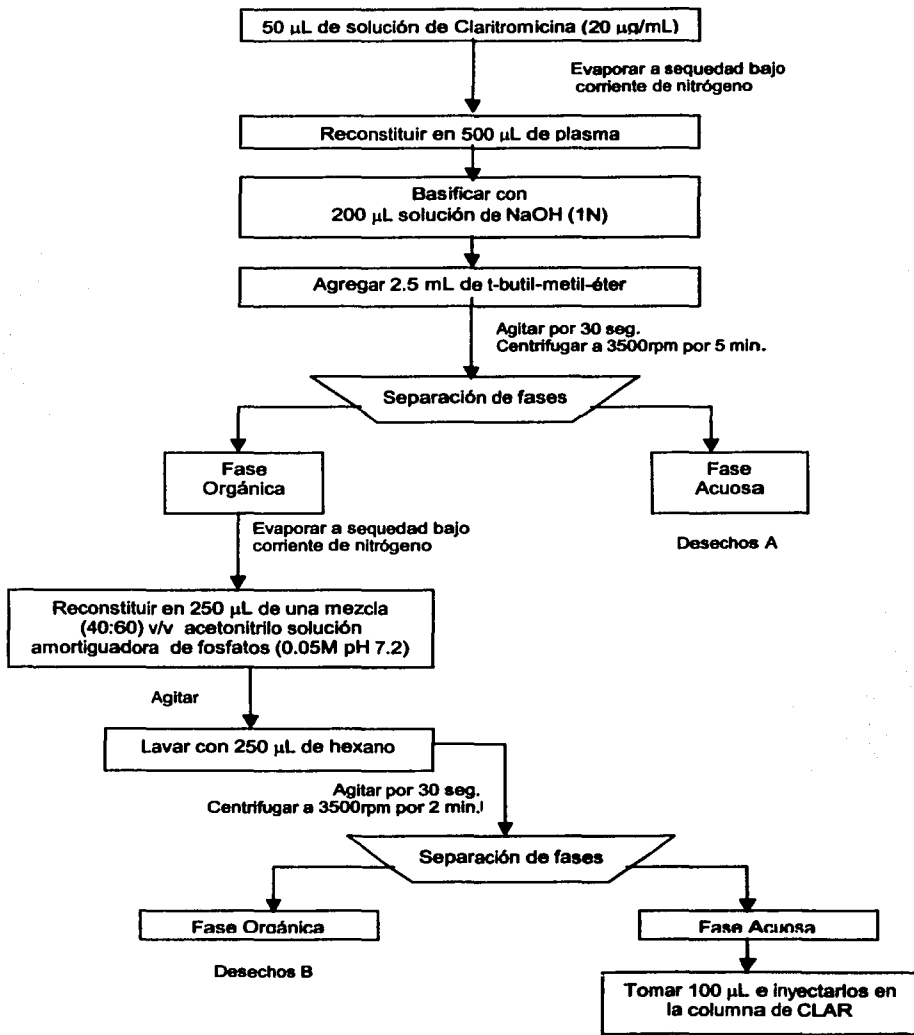 50 µL de solución de Claritromicina (20 µg/mL)
Evaporar a sequedad bajo
corriente de nitrógeno
Reconstituir en 500 µL de plasma
Basificar con
200 µL solución de NaOH (1N)
Agregar 2.5 mL de t-butil-metil-éter
Agitar por 30 seg.
Centrifugar a 3500rpm por 5 min.
Separación de fases
Fase
Orgánica
Fase
Acuosa
Desechos A
Evaporar a sequedad bajo
corriente de nitrógeno
Reconstituir en 250 µL de una mezcla
(40:60) v/v acetonitrilo solución
amortiguadora de fosfatos (0.05M pH 7.2)
Agitar
Lavar con 250 µL de hexano
Agitar por 30 seg.
Centrifugar a 3500rpm por 2 min.
Separación de fases
Fase Orgánica
Desechos B
Fase Acuosa
Tomar 100 µL e inyectarlos en
la columna de CLAR